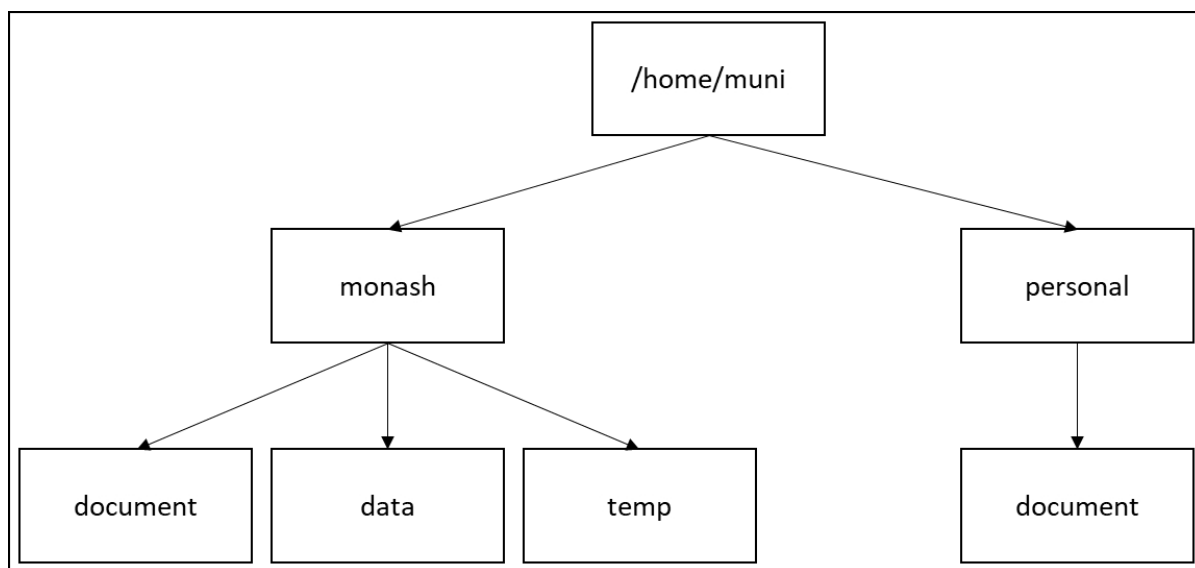 /home/muni
monash
personal
document
data
temp
document